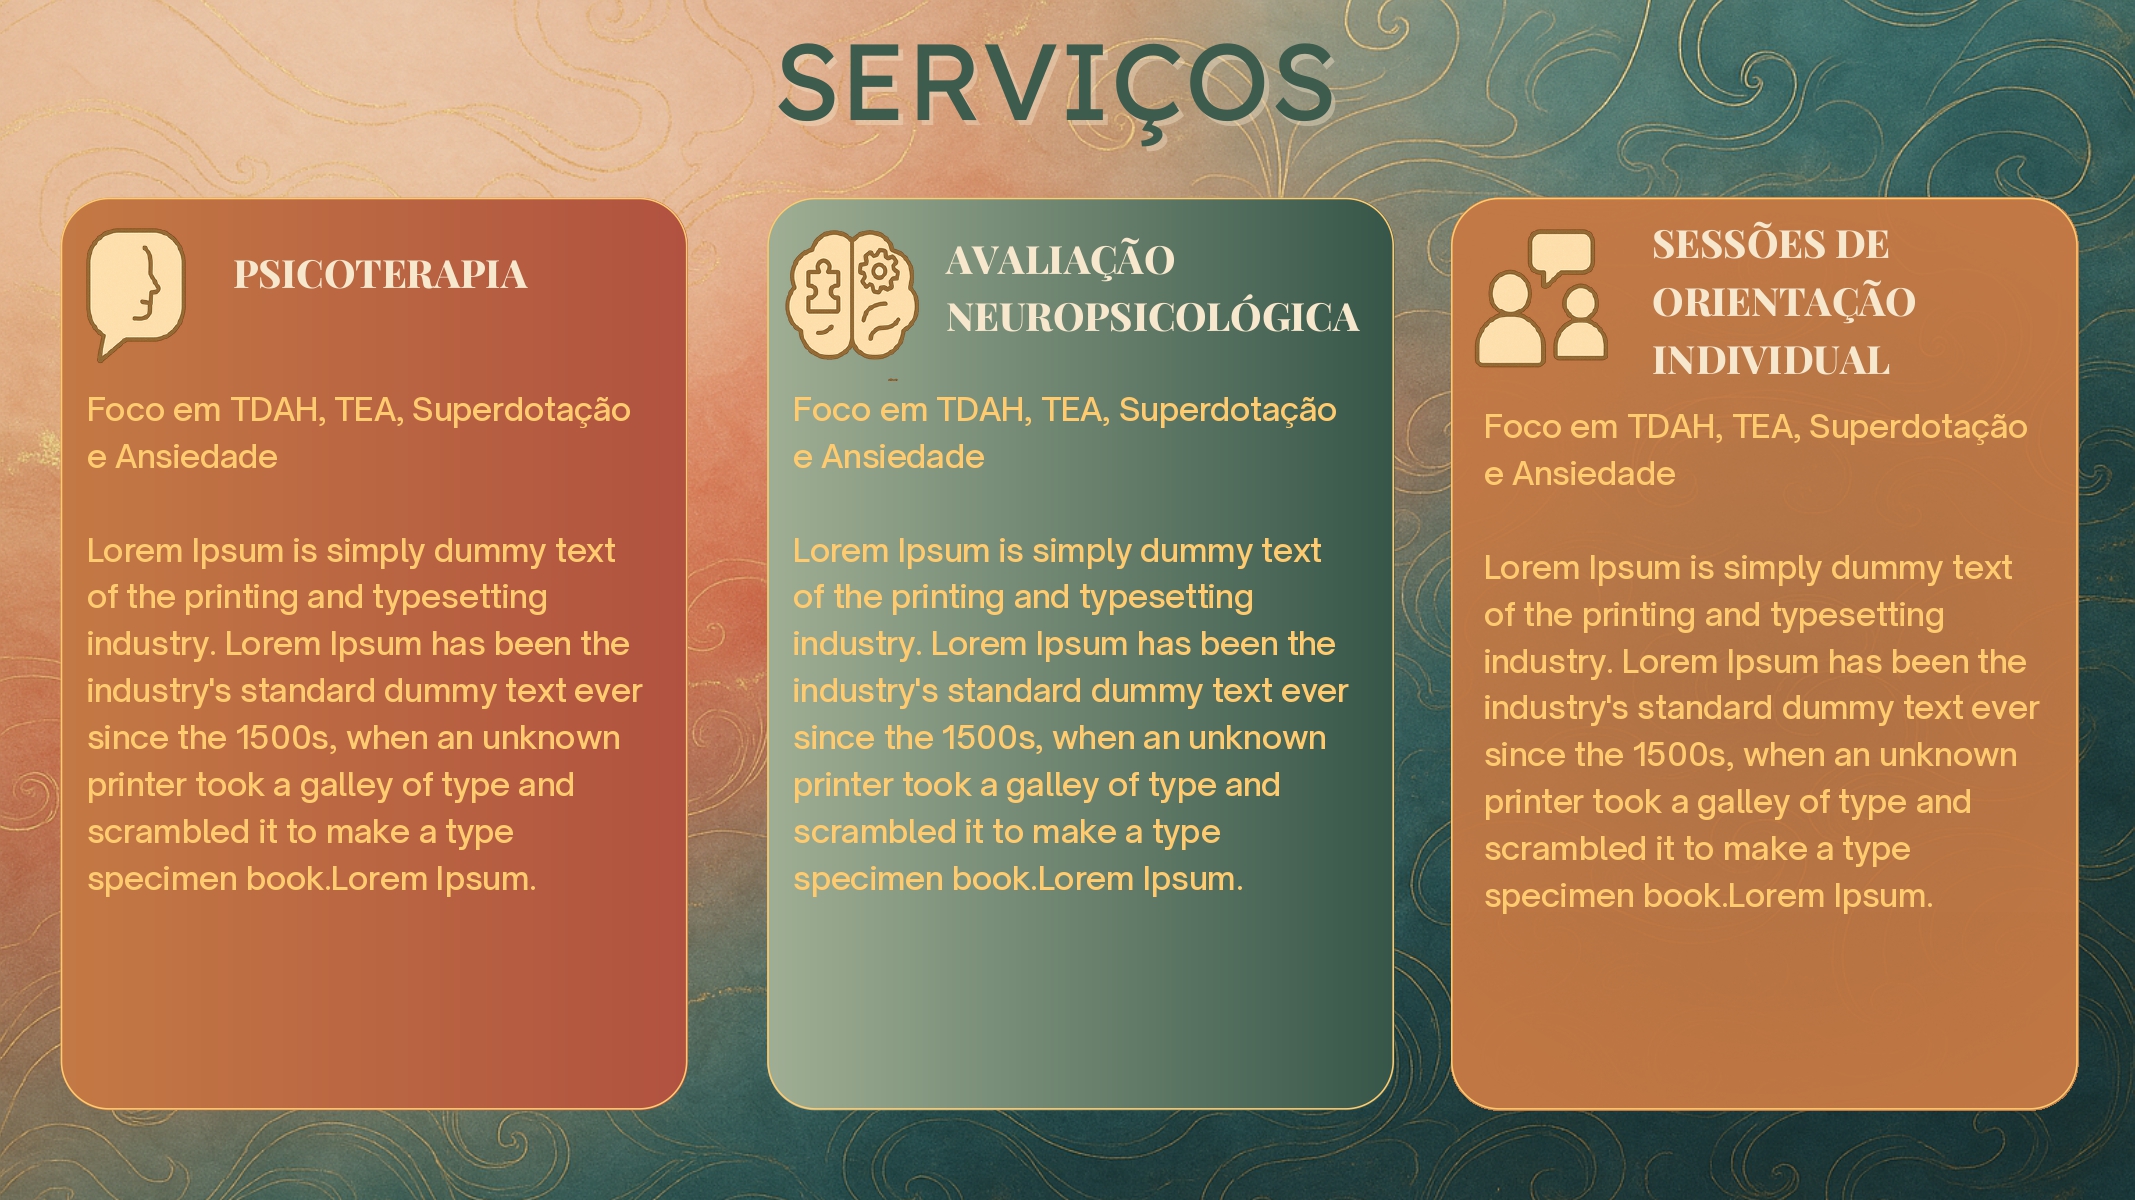 SERVIÇOS
PSICOTERAPIA
Foco em TDAH, TEA, Superdotação
e Ansiedade
Lorem Ipsum is simply dummy text
of the printing and typesetting
industry. Lorem Ipsum has been the
industry's standard dummy text ever
since the 1500s, when an unknown
printer took a galley of type and
scrambled it to make a type
specimen book.Lorem Ipsum.
AVALIAÇÃO
NEUROPSICOLÓGICA
Foco em TDAH, TEA, Superdotação
e Ansiedade
Lorem Ipsum is simply dummy text
of the printing and typesetting
industry. Lorem Ipsum has been the
industry's standard dummy text ever
since the 1500s, when an unknown
printer took a galley of type and
scrambled it to make a type
specimen book.Lorem Ipsum.
SESSÕES DE
ORIENTAÇÃO
INDIVIDUAL
Foco em TDAH, TEA, Superdotação
e Ansiedade
Lorem Ipsum is simply dummy text
of the printing and typesetting
industry. Lorem Ipsum has been the
industry's standard dummy text ever
since the 1500s, when an unknown
printer took a galley of type and
scrambled it to make a type
specimen book.Lorem Ipsum.